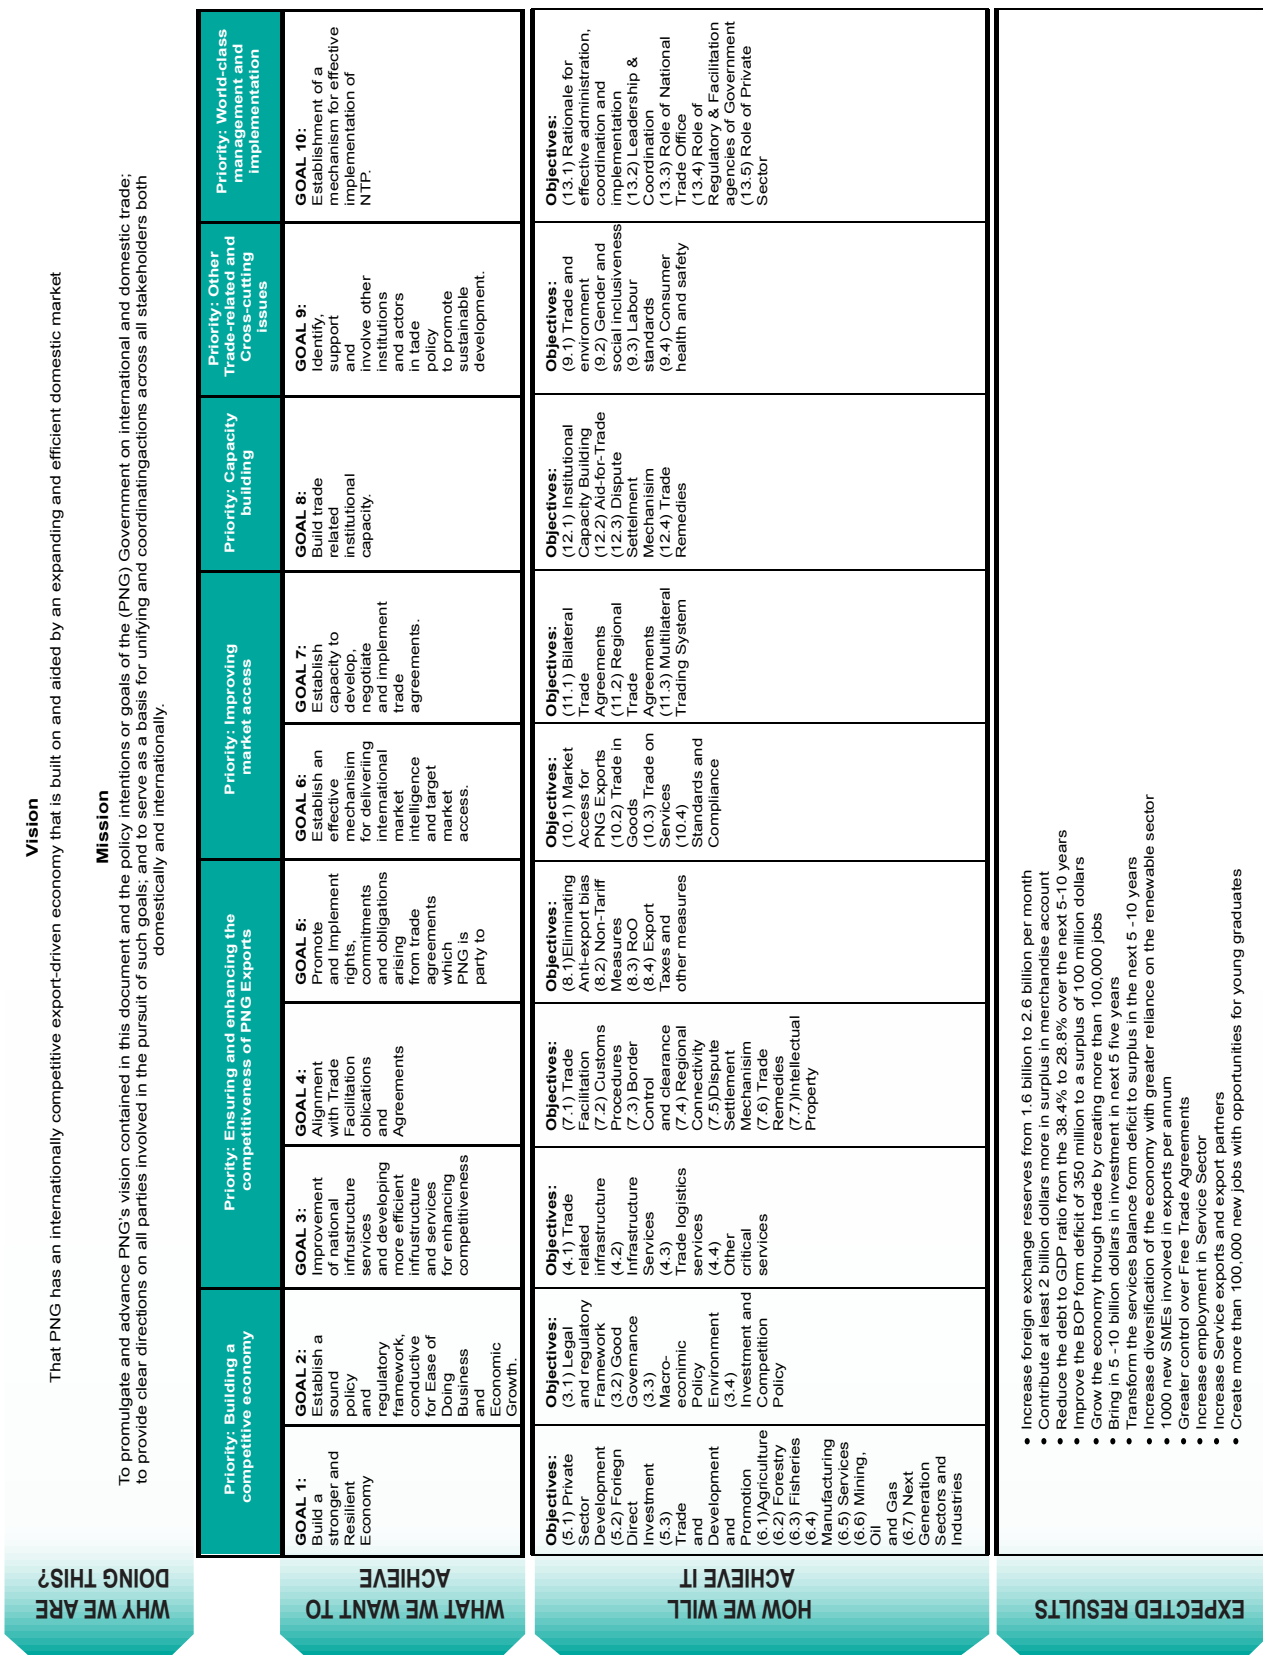 WHY WE ARE
DOING THIS?
Vision
That PNG has an internationally competitive export-driven economy that is built on and aided by an expanding and efficient domestic market
Mission
To promulgate and advance PNG's vision contained in this document and the policy intentions or goals of the (PNG) Government on international and domestic trade;
to provide clear directions on all parties involved in the pursuit of such goals; and to serve as a basis for unifying and coordinatingactions across all stakeholders both
domestically and internationally.
Priority: Building a
competitive economy
Priority: Ensuring and enhancing the
competitiveness of PNG Exports
Priority: Improving
market access
Priority: Capacity
building
Priority: Other
Trade-related and
Cross-cutting
issues
Priority: World-class
management and
implementation
WHAT WE WANT TO
ACHIEVE
GOAL 1:
Build a
stronger and
Resilient
Economy
GOAL 2:
Establish a
sound
policy
and
regulatory
framework,
conductive
for Ease of
Doing
Business
and
Economic
Growth.
GOAL 3:
Improvement
of national
infrustructure
services
and developing
more efficient
infustructure
and services
for enhancing
competitiveness
GOAL 4:
Alignment
with Trade
Facilitation
oblications
and
Agreements
GOAL 5:
Promote
and Implement
rights,
commitments
and obligations
arising
from trade
agreements
which
PNG is
party to
GOAL 6:
Establish an
effective
mechanisim
for deliveriing
international
market
intelligence
and target
market
access.
GOAL 7:
Establish
capacity to
develop,
negotiate
and implement
trade
agreements.
GOAL 8:
Build trade
related
institutional
capacity.
GOAL 9:
Identify,
support
and
involve other
institutions
and actors
in tade
policy
to promote
sustainable
development.
GOAL 10:
Establishment of a
mechanism for effective
implementation of
NTP.
HOW WE WILL
ACHIEVE IT
Objectives:
(5.1) Private
Sector
Development
(5.2) Foriegn
Direct
Investment
(5.3)
Trade
and
Development
and
Promotion
(6.1)Agriculture
(6.2) Forestry
(6.3) Fisheries
(6.4)
Manufacturing
(6.5) Services
(6.6) Mining,
Oil
and Gas
(6.7) Next
Generation
Sectors and
Industries
Objectives:
(3.1) Legal
and regulatory
Framework
(3.2) Good
Governance
(3.3)
Macro-
econimic
Policy
Environment
(3.4)
Investment and
Competition
Policy
Objectives:
(4.1) Trade
related
infrastructure
(4.2)
Infrastructure
Services
(4.3)
Trade logistics
services
(4.4)
Other
critical
services
Objectives:
(7.1) Trade
Facilitation
(7.2) Customs
Procedures
(7.3) Border
Control
and clearance
(7.4) Regional
Connectivity
(7.5)Dispute
Settlement
Mechanisim
(7.6) Trade
Remedies
(7.7)Intellectual
Property
Objectives:
(8.1)Eliminating
Anti-export bias
(8.2) Non-Tariff
Measures
(8.3) RoO
(8.4) Export
Taxes and
other measures
Objectives:
(10.1) Market
Access for
PNG Exports
(10.2) Trade in
Goods
(10.3) Trade on
Services
(10.4)
Standards and
Compliance
Objectives:
(11.1) Bilateral
Trade
Agreements
(11.2) Regional
Trade
Agreements
(11.3) Multilateral
Trading System
Objectives:
(12.1) Institutional
Capacity Building
(12.2) Aid-for-Trade
(12.3) Dispute
Settelment
Mechanisim
(12.4) Trade
Remedies
Objectives:
(9.1) Trade and
environment
(9.2) Gender and
social inclusiveness
(9.3) Labour
standards
(9.4) Consumer
health and safety
Objectives:
(13.1) Rationale for
effective administration,
coordination and
implementation
(13.2) Leadership &
Coordination
(13.3) Role of National
Trade Office
(13.4) Role of
Regulatory & Facilitation
agencies of Government
(13.5) Role of Private
Sector
EXPECTED RESULTS
• Increase foreign exchange reserves from 1.6 billion to 2.6 billion per month
• Contribute at least 2 billion dollars more in surplus in merchandise account
• Reduce the debt to GDP ratio from the 38.4% to 28.8% over the next 5-10 years
• Improve the BOP form deficit of 350 million to a surplus of 100 million dollars
• Grow the economy through trade by creating more than 100,000 jobs
• Bring in 5 -10 billion dollars in investment in next 5 five years
• Transform the services balance form deficit to surplus in the next 5 -10 years
• Increase diversification of the economy with greater reliance on the renewable sector
• 1000 new SMEs involved in exports per annum
• Greater control over Free Trade Agreements
• Increase employment in Service Sector
• Increase Service exports and export partners
• Create more than 100,000 new jobs with opportunities for young graduates